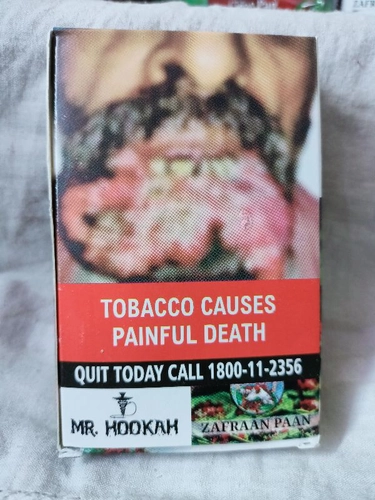 TOBACCO CAUSES
PAINFUL DEATH
QUIT TODAY CALL 1800-11-2356
MR. HOOKAH
ZAFRAAN PAAN